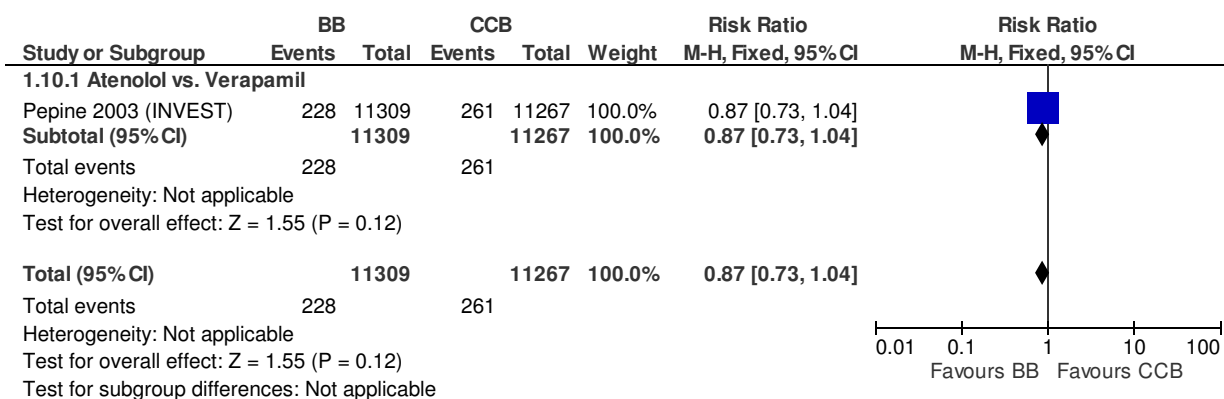 BB CCB Risk Ratio Risk Ratio
Study or Subgroup Events Total Events Total Weight M-H, Fixed, 95% CI M-H, Fixed, 95% CI
1.10.1 Atenolol vs. Verapamil
Pepine 2003 (INVEST) 228 11309 261 11267 100.0% 0.87 [0.73, 1.04]
Subtotal (95% CI) 11309 11267 100.0% 0.87 [0.73, 1.04]
Total events 228 261
Heterogeneity: Not applicable
Test for overall effect: Z = 1.55 (P = 0.12)
Total (95% CI) 11309 11267 100.0% 0.87 [0.73, 1.04]
Total events 228 261
Heterogeneity: Not applicable
Test for overall effect: Z = 1.55 (P = 0.12)
Test for subgroup differences: Not applicable
0.01 0.1 1 10 100
Favours BB Favours CCB